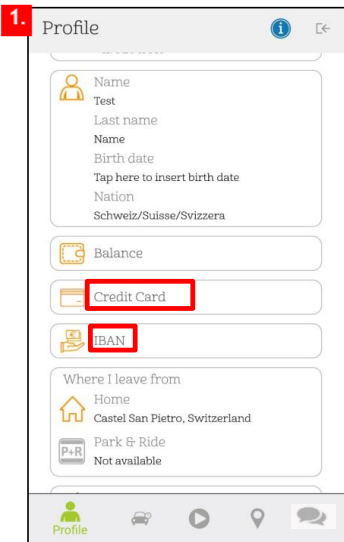 1.
Profile
Name
Test
Last name
Name
Birth date
Tap here to insert birth date
Nation
Schweiz/Suisse/Svizzera
Balance
Credit Card
IBAN
Where I leave from
Home
Castel San Pietro, Switzerland
P+R Park & Ride
Not available
Profile